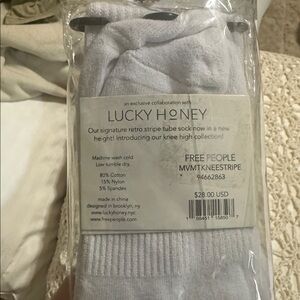 in exclusive collaboration with
LUCKY HONEY
Our signature retro stripe tube sock now in a new
height! Introducing our knee high collection!
Machine wash cold
Low tumble dry.
80% Cotton
15% Nylon
5% Spandex
made in china
designed in brooklyn, ny
www.luckyhoney.nyc
www.freepeople.com
FREE PEOPLE
MVMTKNEESTRIPE
94662863
$28.00 USD